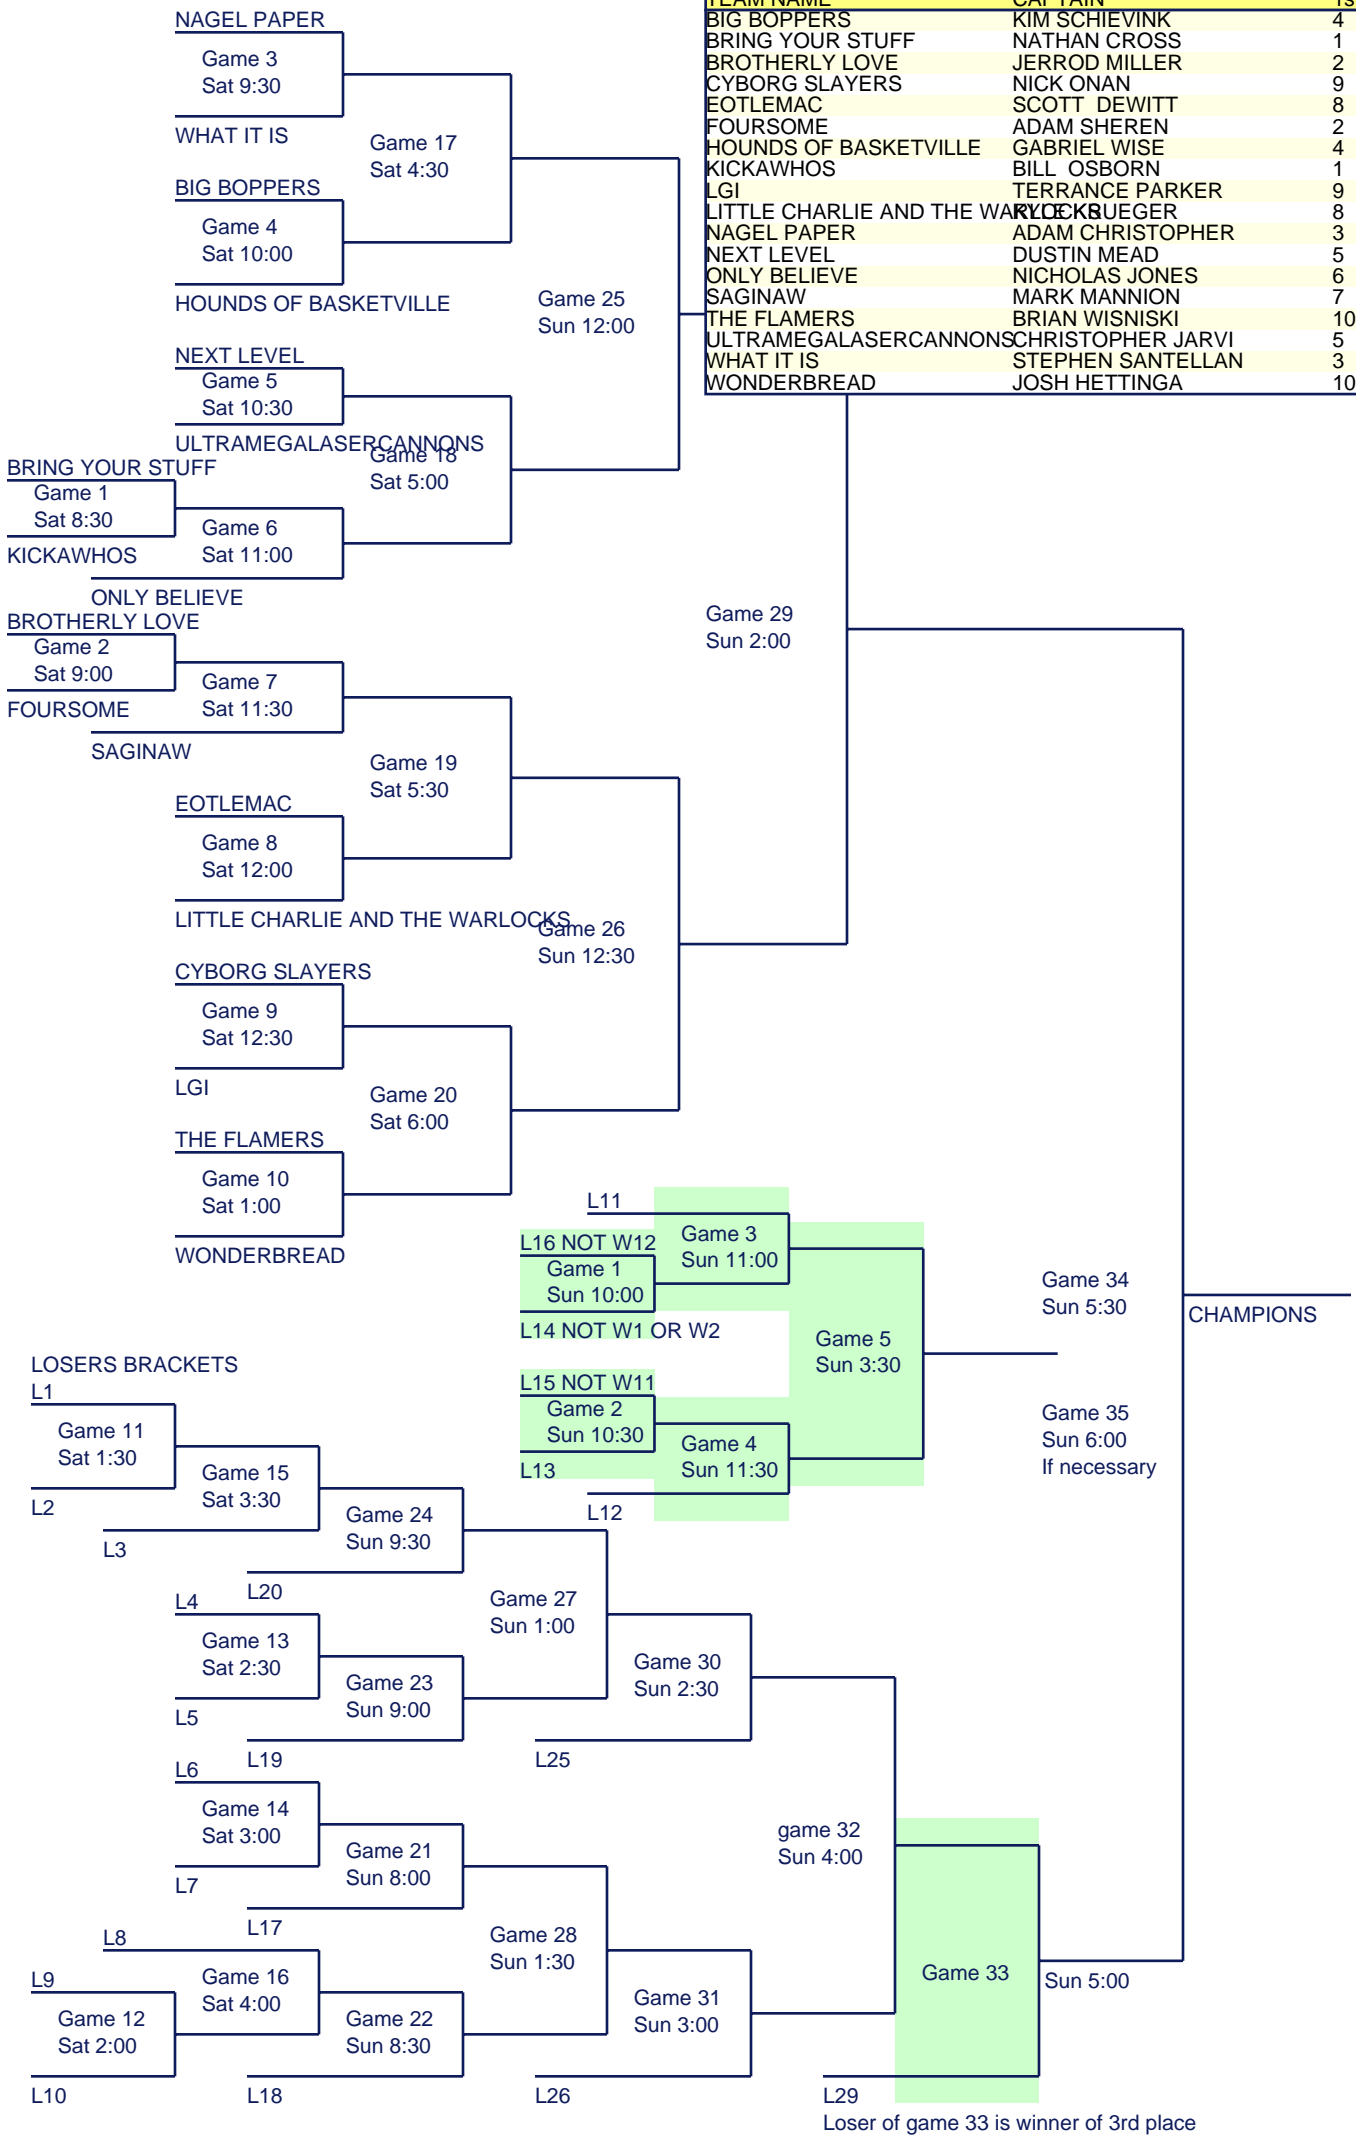 TEAM NAME CAPTAIN 1s
BIG BOPPERS KIM SCHIEVINK 4
BRING YOUR STUFF NATHAN CROSS 1
BROTHERLY LOVE JERROD MILLER 2
CYBORG SLAYERS NICK ONAN 9
EOTLEMAC SCOTT DEWITT 8
FOURSOME ADAM SHEREN 2
HOUNDS OF BASKETVILLE GABRIEL WISE 4
KICKAWHOS BILL OSBORN 1
LGI TERRANCE PARKER 9
LITTLE CHARLIE AND THE WARLOCKS KYLE KRUEGER 8
NAGEL PAPER ADAM CHRISTOPHER 3
NEXT LEVEL DUSTIN MEAD 5
ONLY BELIEVE NICHOLAS JONES 6
SAGINAW MARK MANNION 7
THE FLAMERS BRIAN WISNISKI 10
ULTRAMEGALASERCANNONS CHRISTOPHER JARVI 5
WHAT IT IS STEPHEN SANTELLAN 3
WONDERBREAD JOSH HETTINGA 10
NAGEL PAPER
Game 3
Sat 9:30
WHAT IT IS
Game 17
Sat 4:30
BIG BOPPERS
Game 4
Sat 10:00
HOUNDS OF BASKETVILLE
Game 25
Sun 12:00
NEXT LEVEL
Game 5
Sat 10:30
ULTRAMEGALASERCANNONS
Game 18
Sat 5:00
BRING YOUR STUFF
Game 1
Sat 8:30
KICKAWHOS
Game 6
Sat 11:00
ONLY BELIEVE
Game 29
Sun 2:00
BROTHERLY LOVE
Game 2
Sat 9:00
FOURSOME
Game 7
Sat 11:30
SAGINAW
Game 19
Sat 5:30
EOTLEMAC
Game 8
Sat 12:00
LITTLE CHARLIE AND THE WARLOCKS
Game 26
Sun 12:30
CYBORG SLAYERS
Game 9
Sat 12:30
LGI
Game 20
Sat 6:00
THE FLAMERS
Game 10
Sat 1:00
WONDERBREAD
L11
Game 3
Sun 11:00
L16 NOT W12
Game 1
Sun 10:00
L14 NOT W1 OR W2
Game 5
Sun 3:30
L15 NOT W11
Game 2
Sun 10:30
L13
Game 4
Sun 11:30
L12
Game 34
Sun 5:30
CHAMPIONS
Game 35
Sun 6:00
If necessary
LOSERS BRACKETS
L1
Game 11
Sat 1:30
L2
Game 15
Sat 3:30
L3
Game 24
Sun 9:30
L20
L4
Game 13
Sat 2:30
L5
Game 23
Sun 9:00
L19
Game 27
Sun 1:00
Game 30
Sun 2:30
L25
L6
Game 14
Sat 3:00
L7
Game 21
Sun 8:00
L17
Game 28
Sun 1:30
L8
Game 16
Sat 4:00
L9
Game 12
Sat 2:00
L10
Game 22
Sun 8:30
L18
Game 31
Sun 3:00
L26
game 32
Sun 4:00
Game 33
Sun 5:00
L29
Loser of game 33 is winner of 3rd place